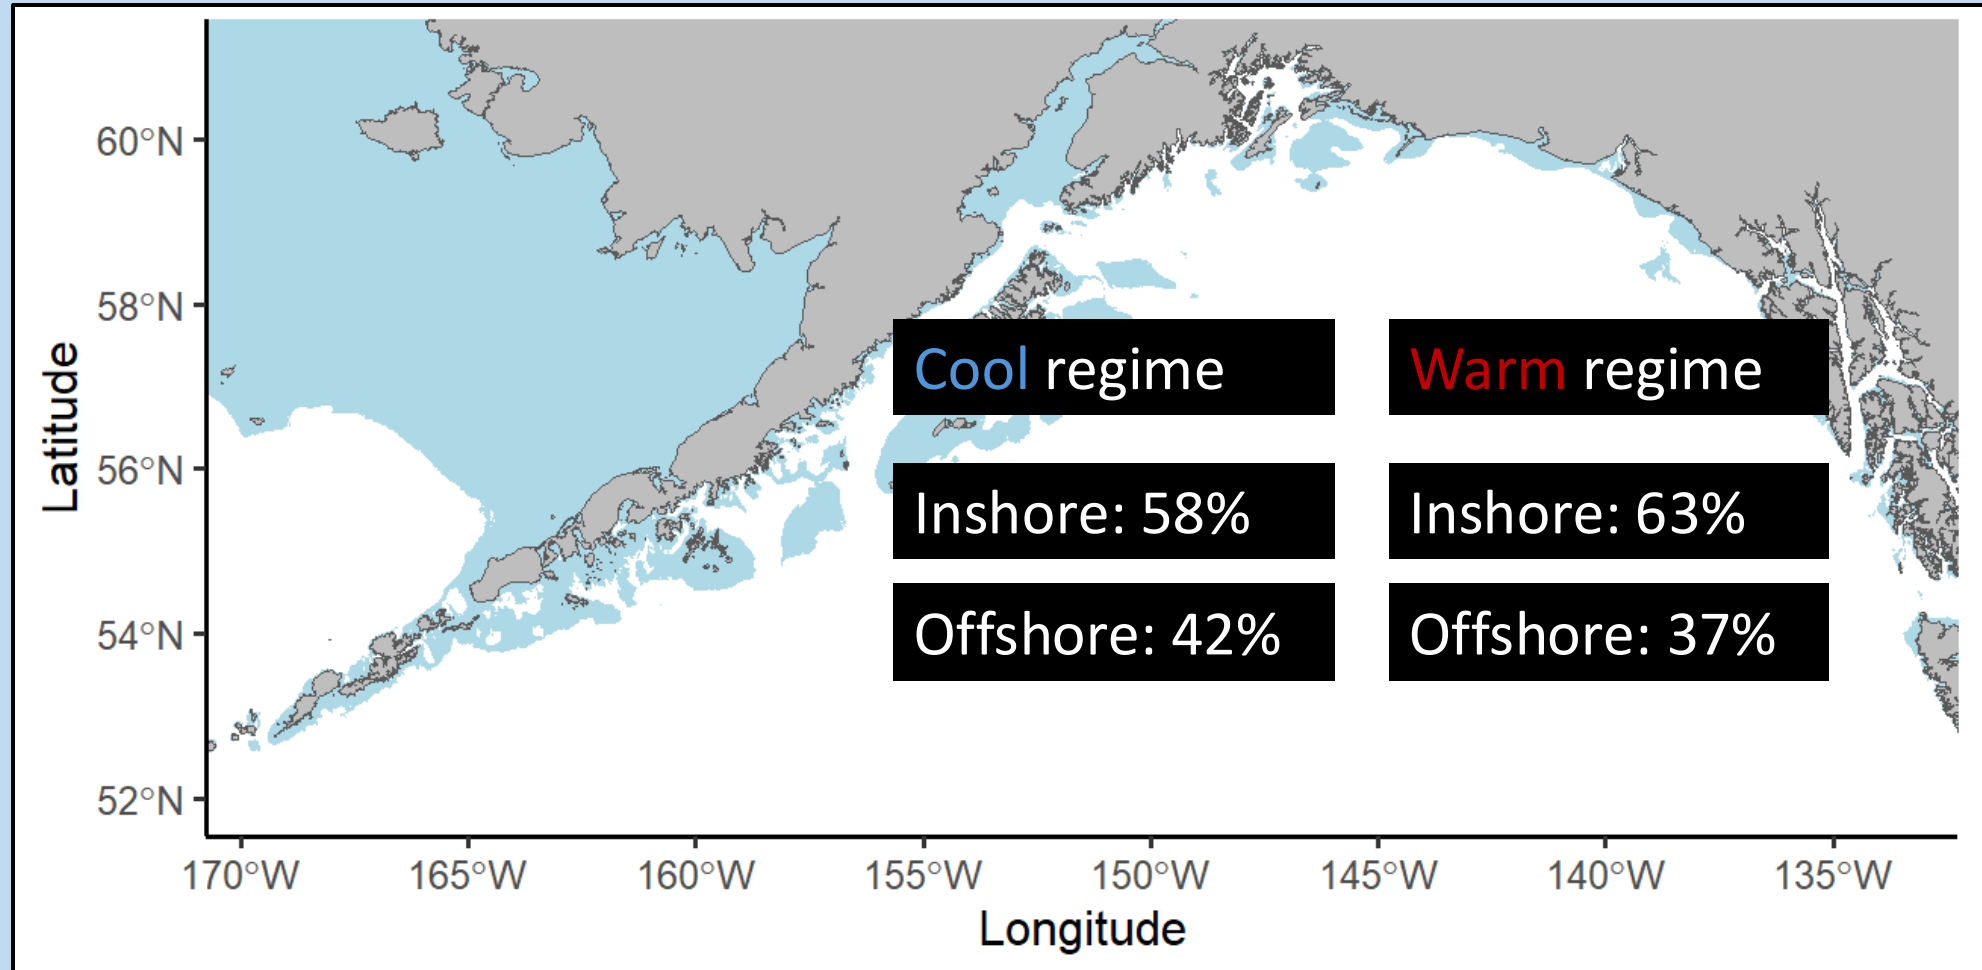 60°N
58°N
56°N
54°N
52°N
Latitude
Cool regime
Warm regime
Inshore: 58%
Inshore: 63%
Offshore: 42%
Offshore: 37%
170°W
165°W
160°W
155°W
150°W
145°W
140°W
135°W
Longitude